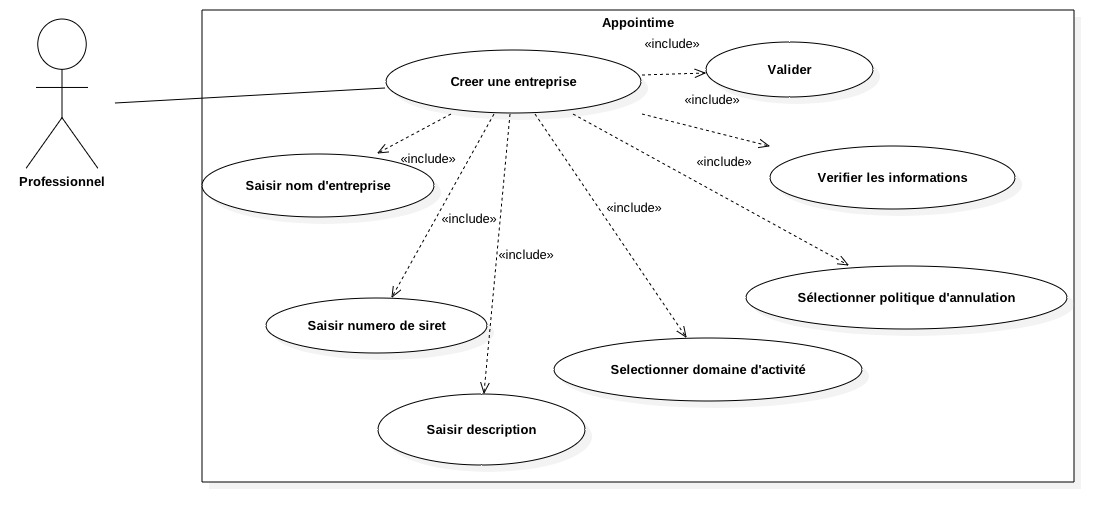 Appointime
«include»
Creer une entreprise
Valider
«include»
«include»
«include»
Verifier les informations
Professionnel
Saisir nom d'entreprise
«include»
«include»
«include»
Sélectionner politique d'annulation
Saisir numero de siret
Selectionner domaine d'activité
Saisir description